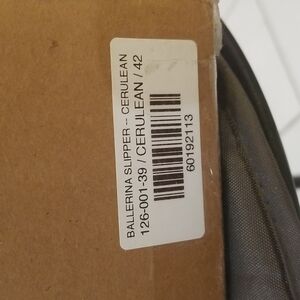 BALLERINA SLIPPER -- CERULEAN
126-001-39 / CERULEAN / 42
60192113